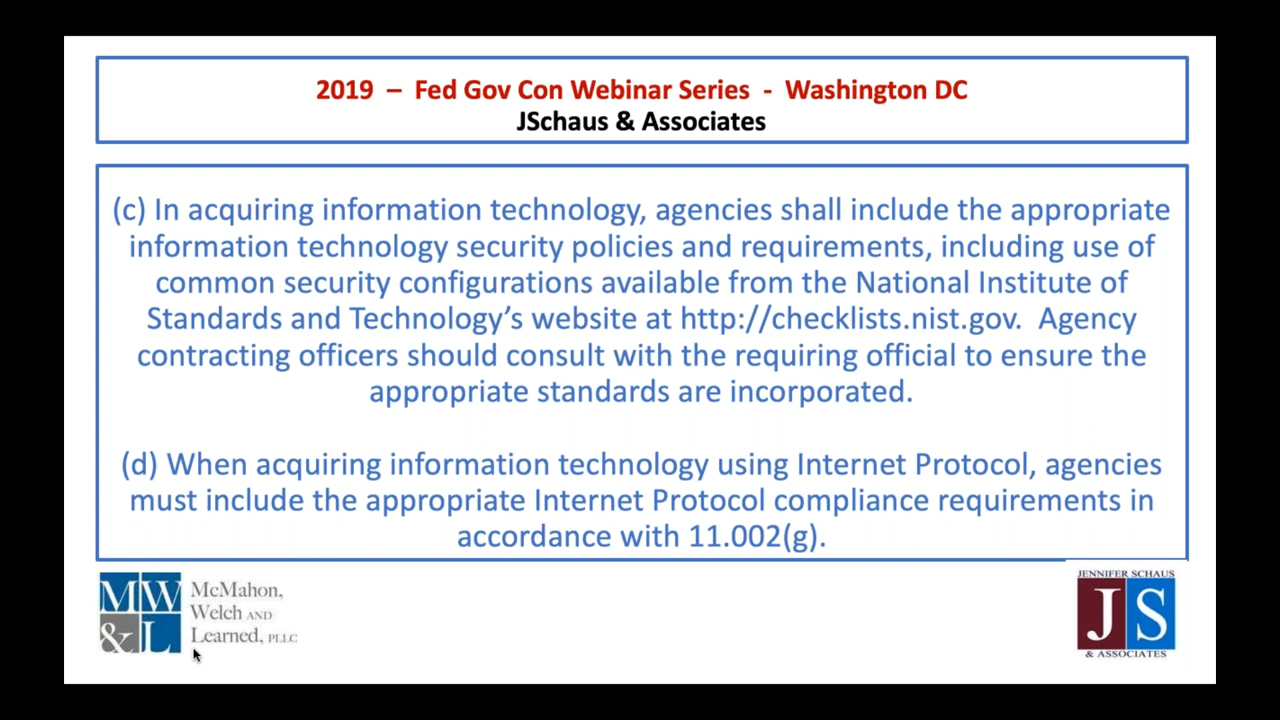 2019 – Fed Gov Con Webinar Series - Washington DC
JSchaus & Associates
(c) In acquiring information technology, agencies shall include the appropriate
information technology security policies and requirements, including use of
common security configurations available from the National Institute of
Standards and Technology’s website at http://checklists.nist.gov. Agency
contracting officers should consult with the requiring official to ensure the
appropriate standards are incorporated.
(d) When acquiring information technology using Internet Protocol, agencies
must include the appropriate Internet Protocol compliance requirements in
accordance with 11.002(g).
MW
&L
McMahon,
Welch AND
Learned, PLLC
JENNIFER SCHAUS
JS
& ASSOCIATES